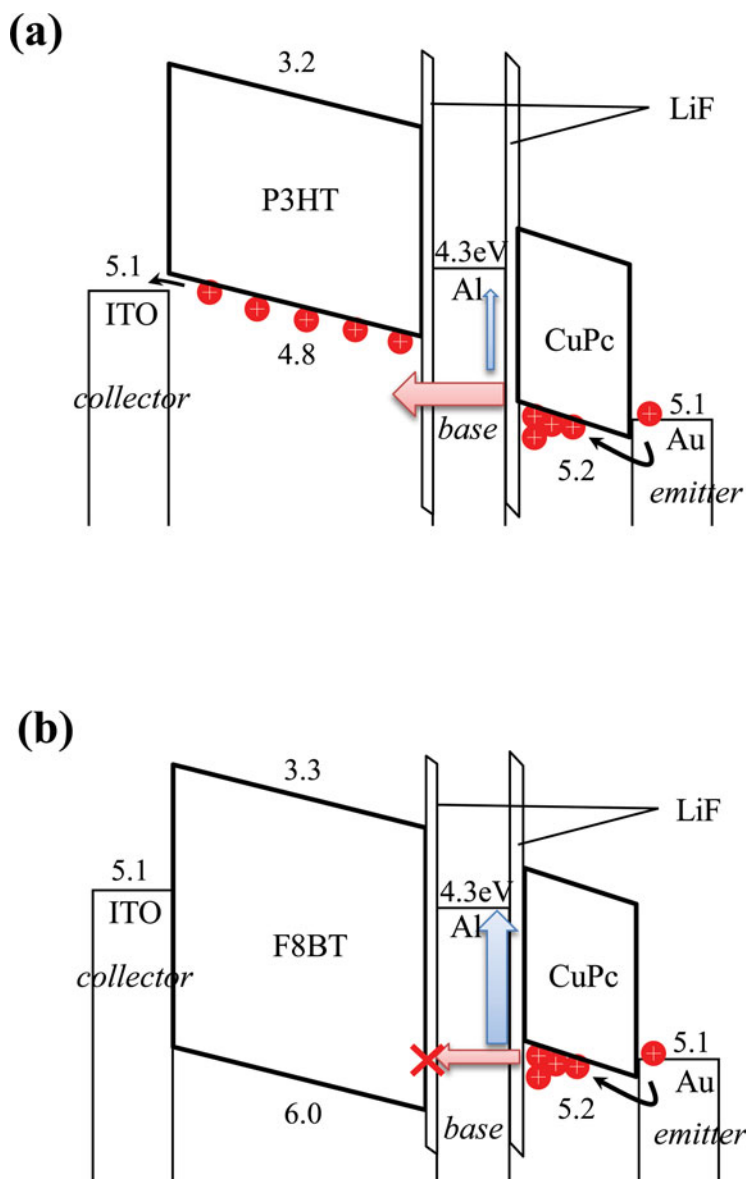 (a)
3.2
LiF
P3HT
4.3eV
5.1
Al
ITO
CuPc
4.8
collector
5.1
base
Au
5.2
emitter
(b)
3.3
LiF
5.1
4.3eV
ITO
Al
F8BT
collector
CuPc
5.1
Au
5.2
6.0
base
emitter